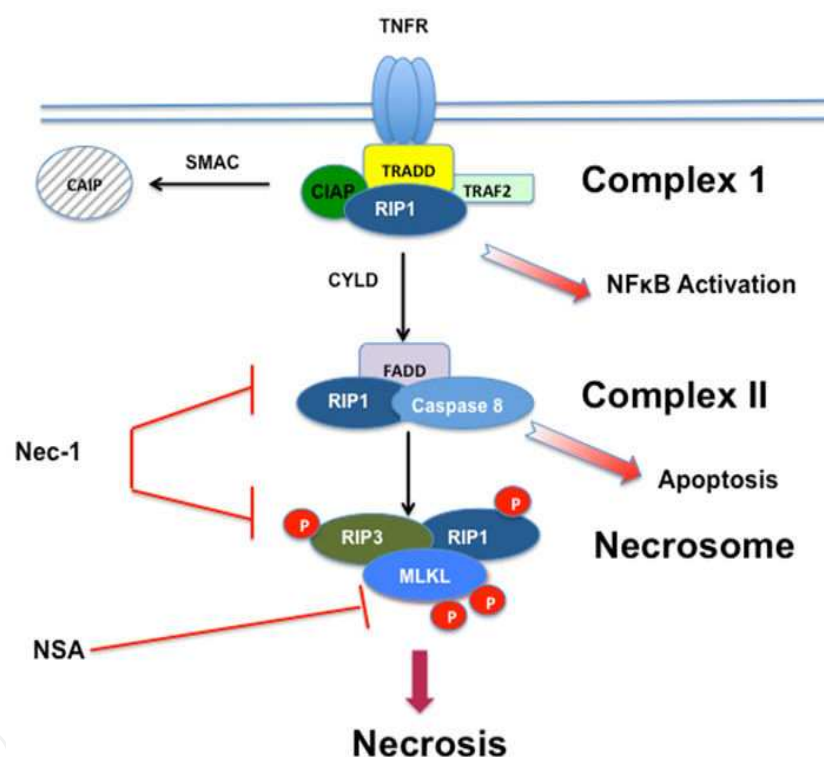 TNFR
SMAC
CAIP
CIAP
TRADD
TRAF2
RIP1
Complex 1
CYLD
NFκB Activation
FADD
RIP1
Caspase 8
Complex II
Nec-1
Apoptosis
P
P
RIP3
RIP1
Necrosome
MLKL
P
P
NSA
Necrosis